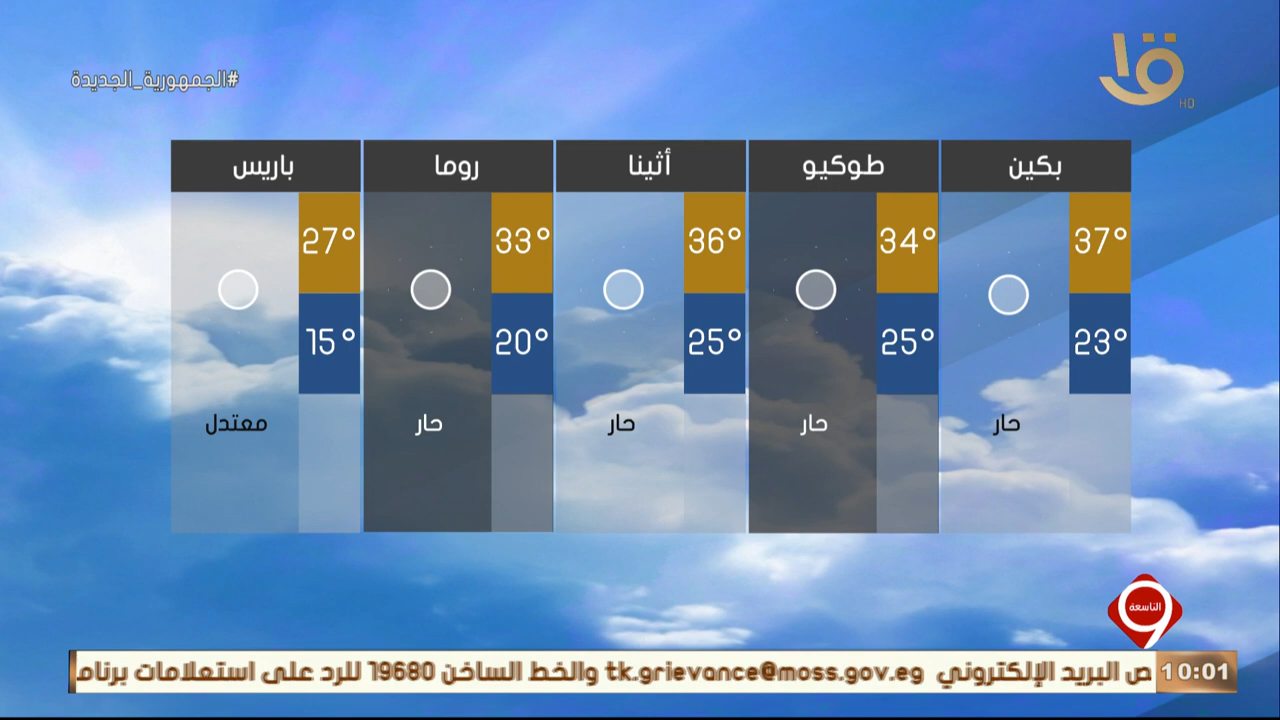 #الجمهورية_الجديدة
HD
بكين
37°
23°
حار
طوكيو
34°
25°
حار
أثينا
36°
25°
حار
روما
33°
20°
حار
باريس
27°
15°
معتدل
التاسعة
9
10:01
ص البريد الإلكتروني tk.grievance@moss.gov.eg والخط الساخن 19680 للرد على استعلامات برنام